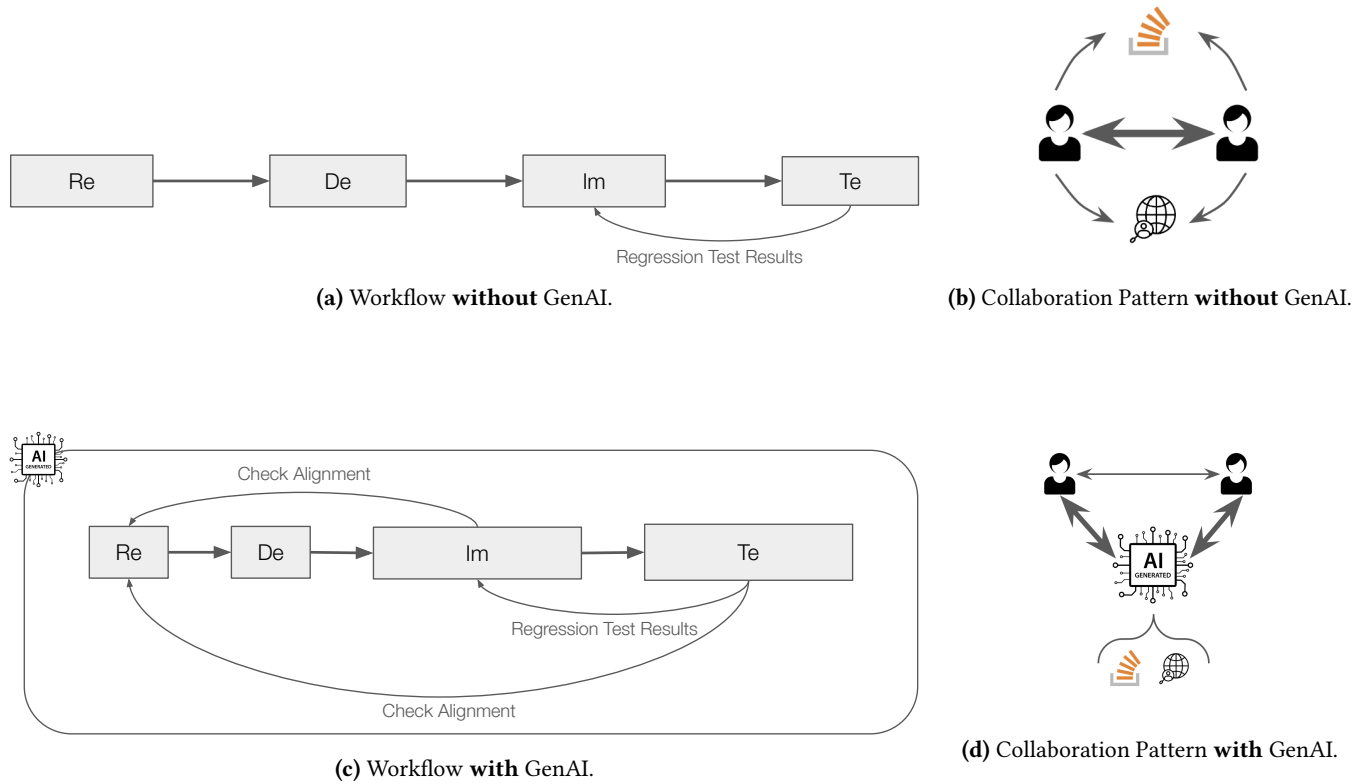 Re
De
Im
Te
Regression Test Results
(a) Workflow without GenAI.
(b) Collaboration Pattern without GenAI.
AI
GENERATED
Check Alignment
Re
De
Im
Te
Regression Test Results
Check Alignment
(c) Workflow with GenAI.
AI
GENERATED
(d) Collaboration Pattern with GenAI.